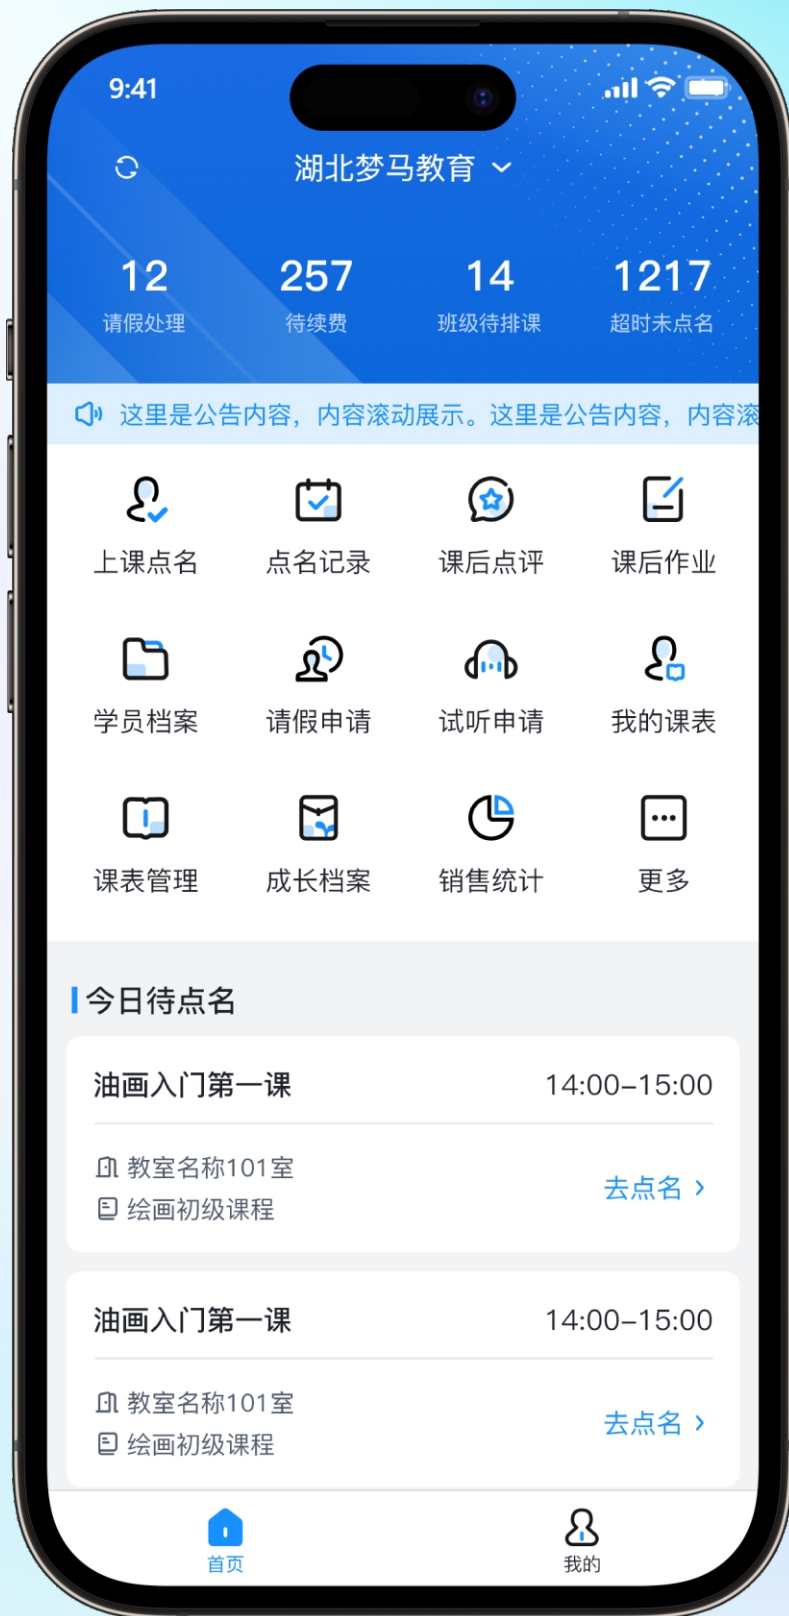 9:41
湖北梦马教育
12 257 14 1217
请假处理 待续费 班级待排课 超时未点名
这里是公告内容，内容滚动展示。这里是公告内容，内容滚
上课点名 点名记录 课后点评 课后作业
学员档案 请假申请 试听申请 我的课表
课表管理 成长档案 销售统计 更多
今日待点名
油画入门第一课 14:00-15:00
教室名称101室
去点名
绘画初级课程
油画入门第一课 14:00-15:00
教室名称101室
去点名
绘画初级课程
首页 我的